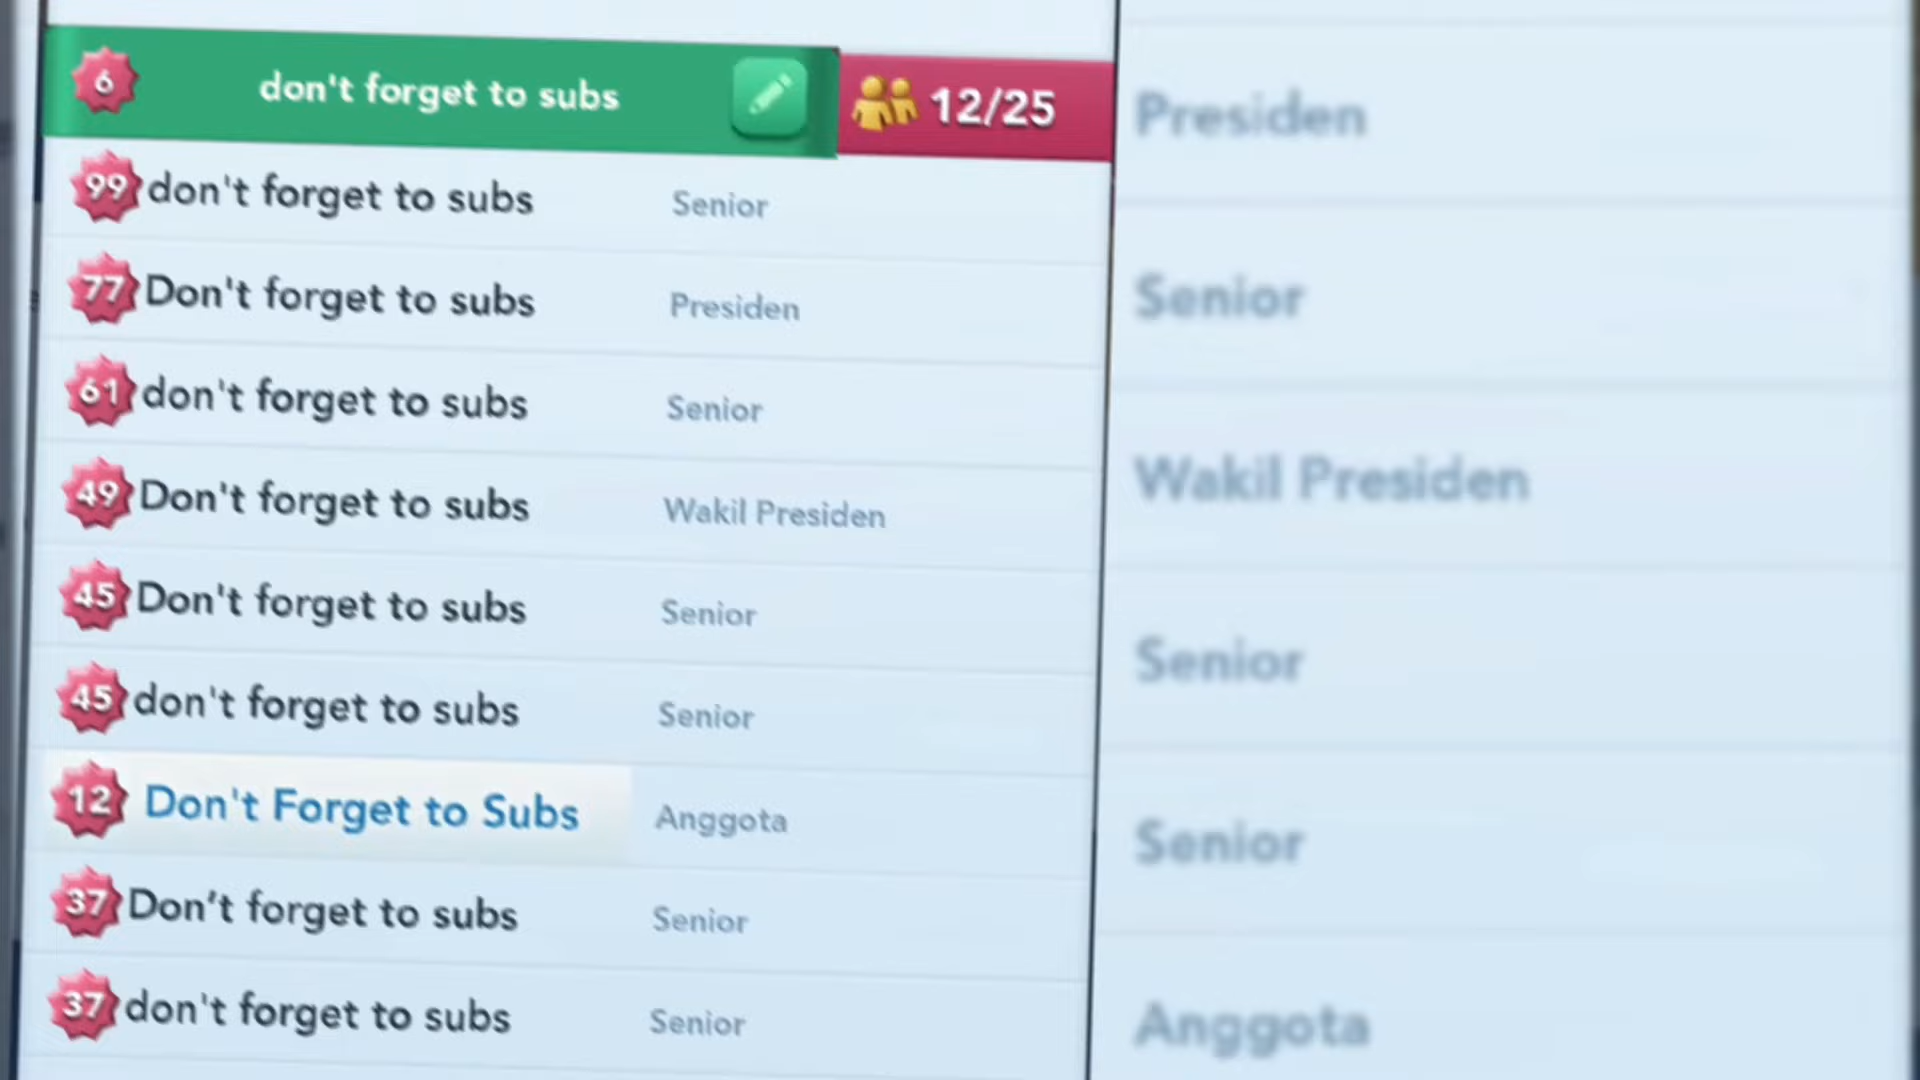 6 don't forget to subs 12/25
99 don't forget to subs Senior
77 Don't forget to subs Presiden
61 don't forget to subs Senior
49 Don't forget to subs Wakil Presiden
45 Don't forget to subs Senior
45 don't forget to subs Senior
12 Don't Forget to Subs Anggota
37 Don't forget to subs Senior
37 don't forget to subs Senior
Presiden
Senior
Wakil Presiden
Senior
Senior
Anggota